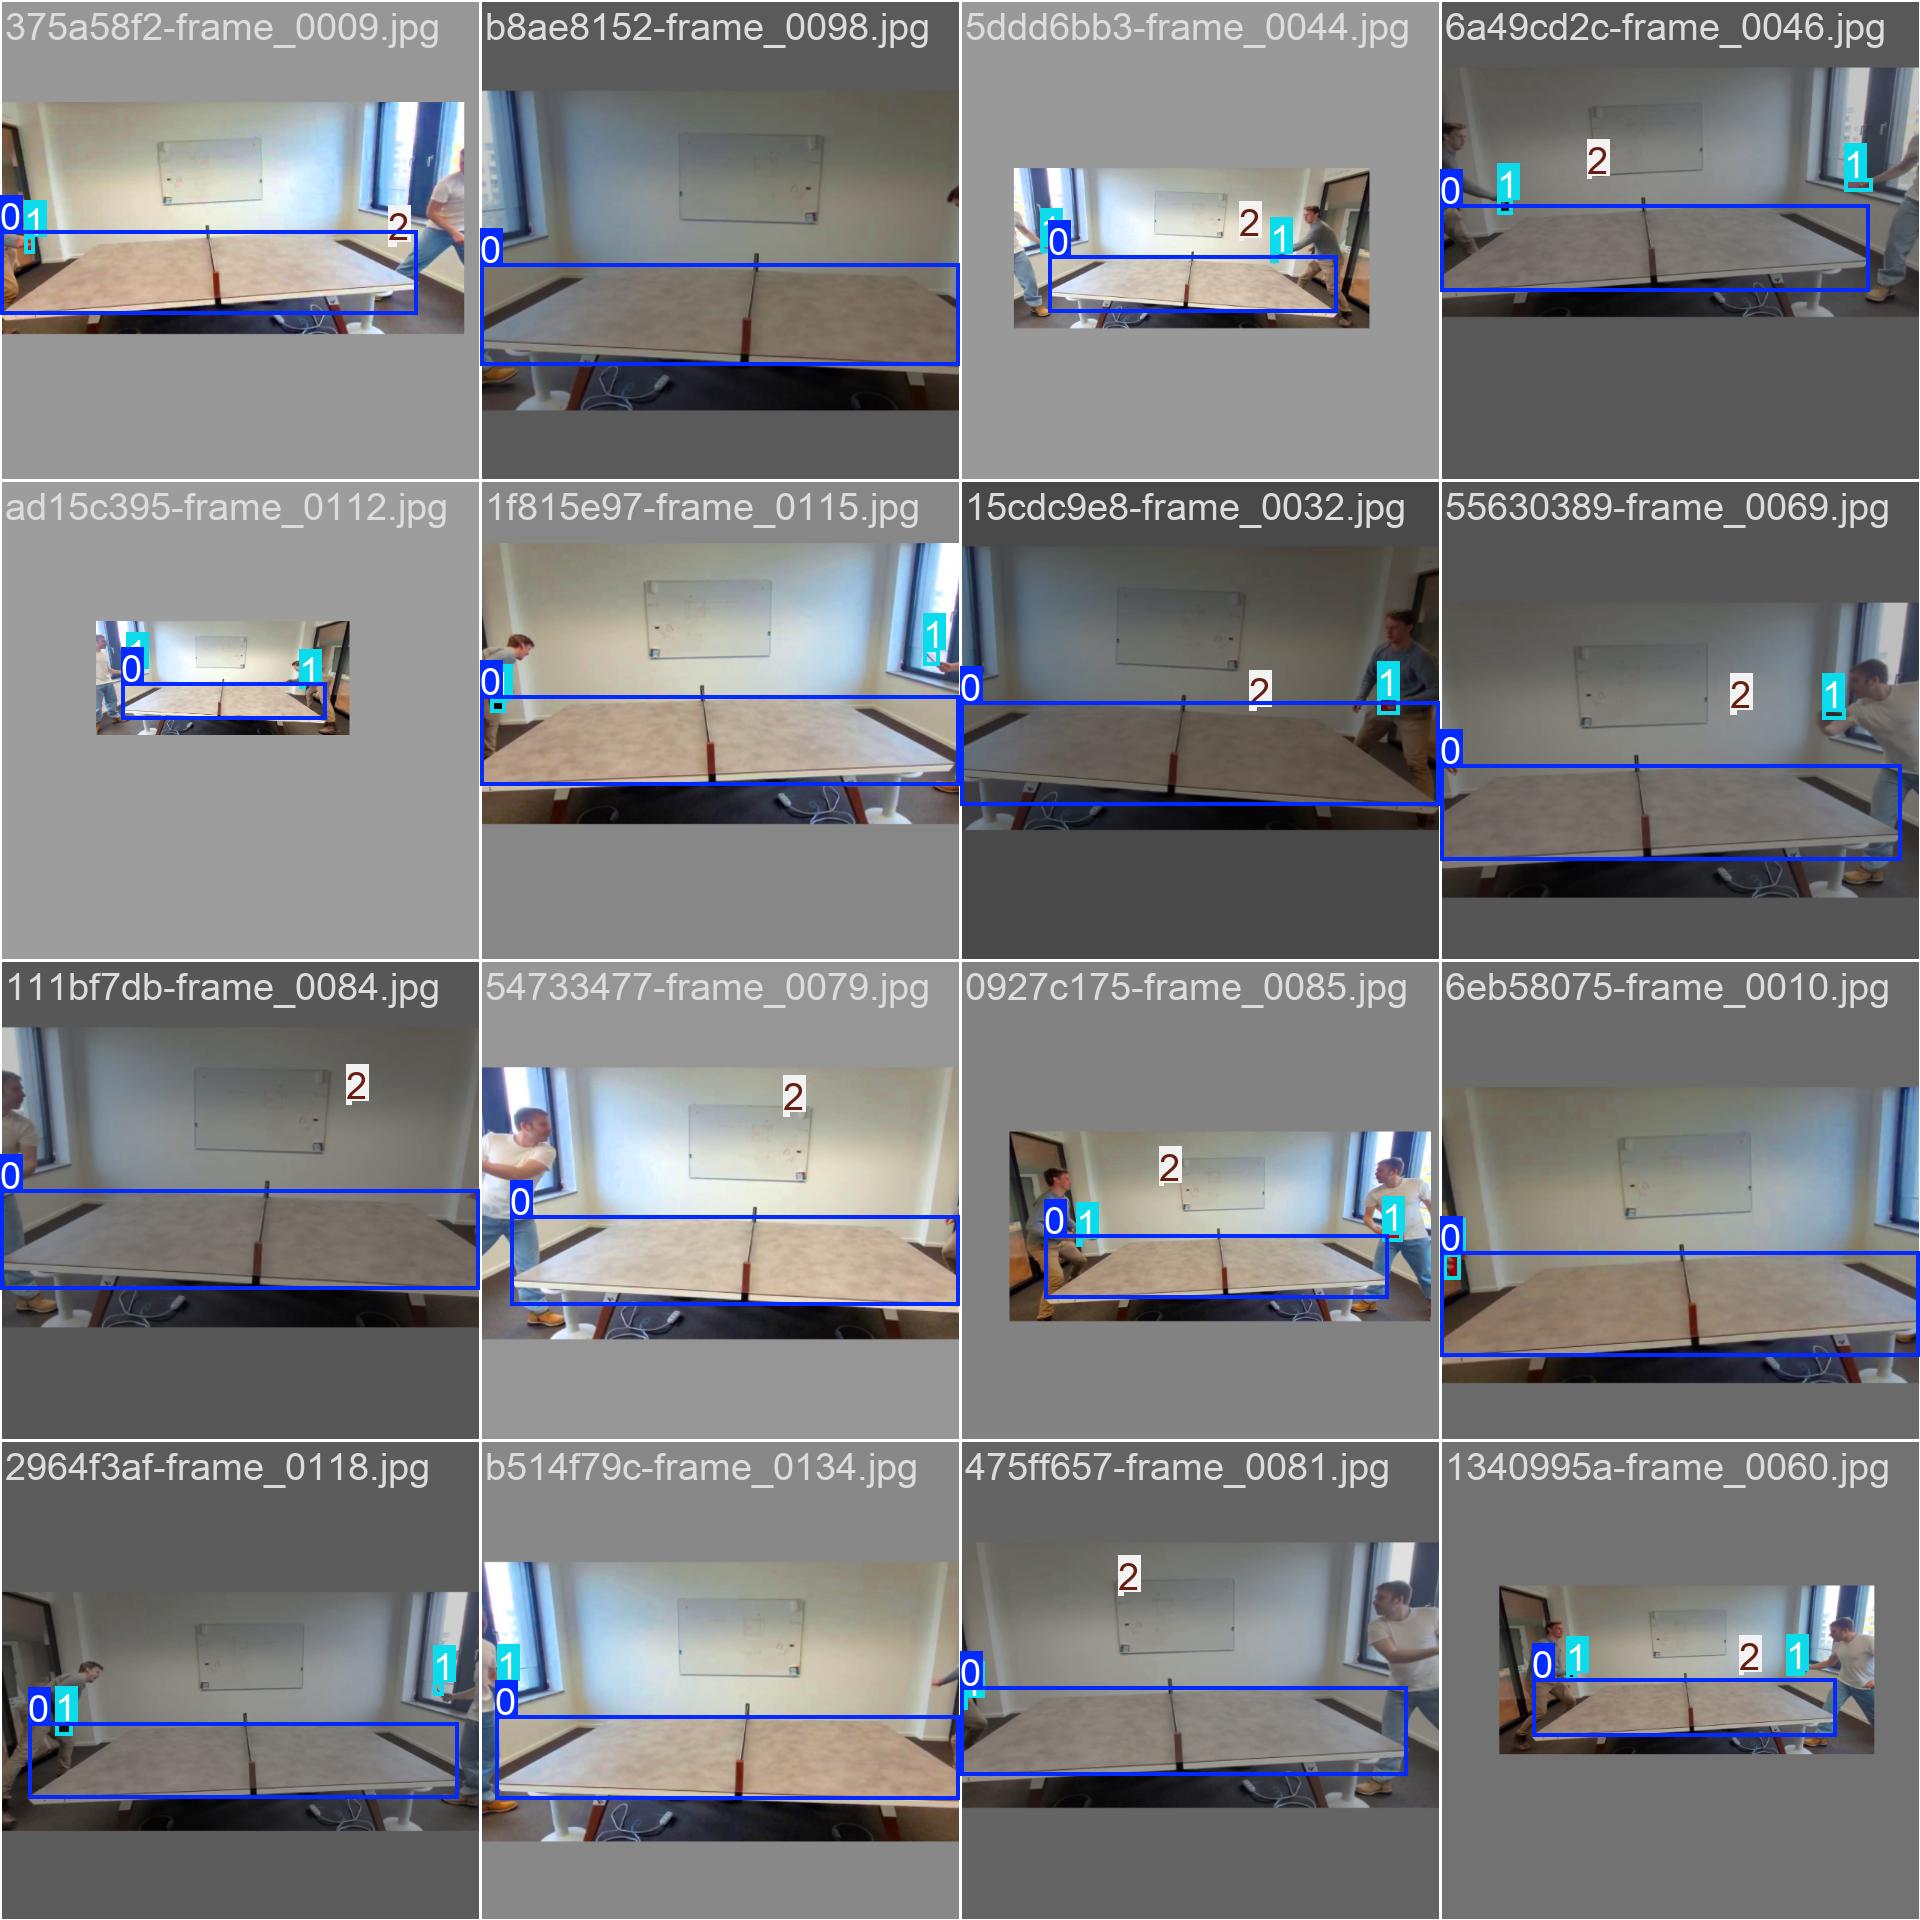 375a58f2-frame_0009.jpg
b8ae8152-frame_0098.jpg
5ddd6bb3-frame_0044.jpg
6a49cd2c-frame_0046.jpg
0 1 2
0
1 0 2 1
0 1 2 1
ad15c395-frame_0112.jpg
1f815e97-frame_0115.jpg
15cdc9e8-frame_0032.jpg
55630389-frame_0069.jpg
1 0 1
0 1
0 2 1
0 2 1
111bf7db-frame_0084.jpg
54733477-frame_0079.jpg
0927c175-frame_0085.jpg
6eb58075-frame_0010.jpg
0 2
0 2
0 1 2 1
0
2964f3af-frame_0118.jpg
b514f79c-frame_0134.jpg
475ff657-frame_0081.jpg
1340995a-frame_0060.jpg
0 1 1
1 0
0 2
0 1 2 1